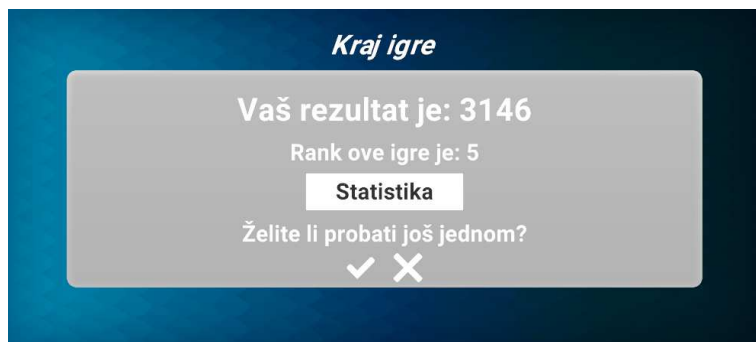 Kraj igre
Vaš rezultat je: 3146
Rank ove igre je: 5
Statistika
Želite li probati još jednom?